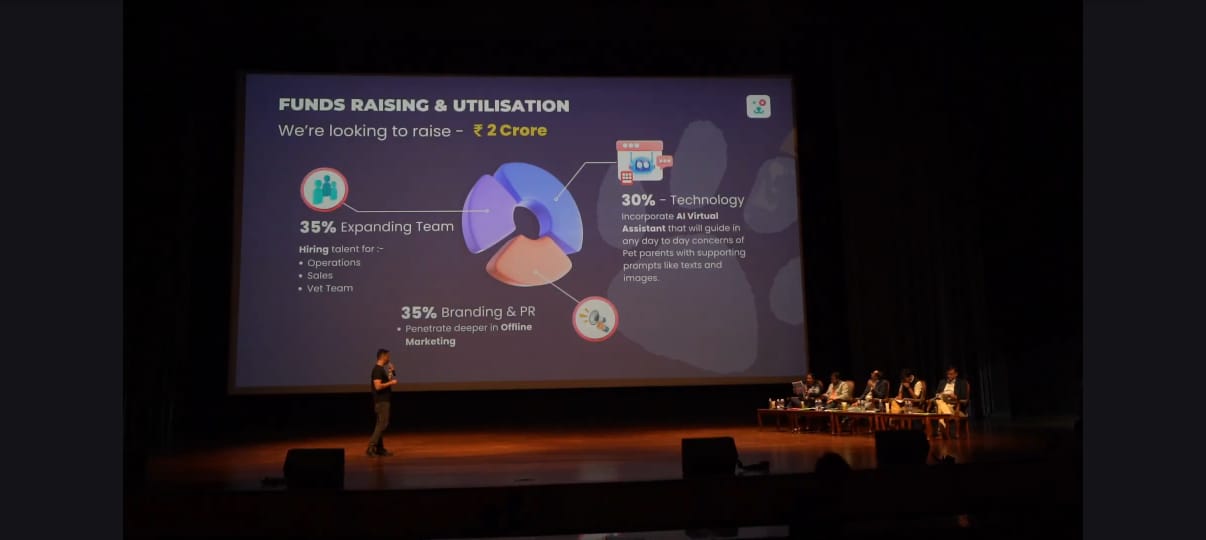 FUNDS RAISING & UTILISATION
We're looking to raise - ₹ 2 Crore
35% Expanding Team
Hiring talent for :-
• Operations
• Sales
• Vet Team
30% - Technology
Incorporate AI Virtual
Assistant that will guide in
any day to day concerns of
Pet parents with supporting
prompts like texts and
images.
35% Branding & PR
• Penetrate deeper in Offline
Marketing